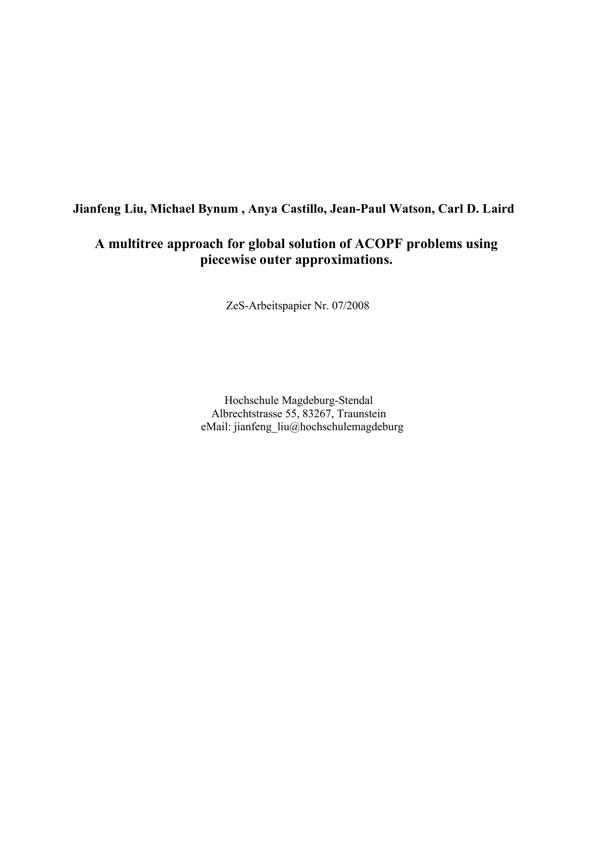 Jianfeng Liu, Michael Bynum , Anya Castillo, Jean-Paul Watson, Carl D. Laird
A multitree approach for global solution of ACOPF problems using
piecewise outer approximations.
ZeS-Arbeitspapier Nr. 07/2008
Hochschule Magdeburg-Stendal
Albrechtstrasse 55, 83267, Traunstein
eMail: jianfeng_liu@hochschulemagdeburg